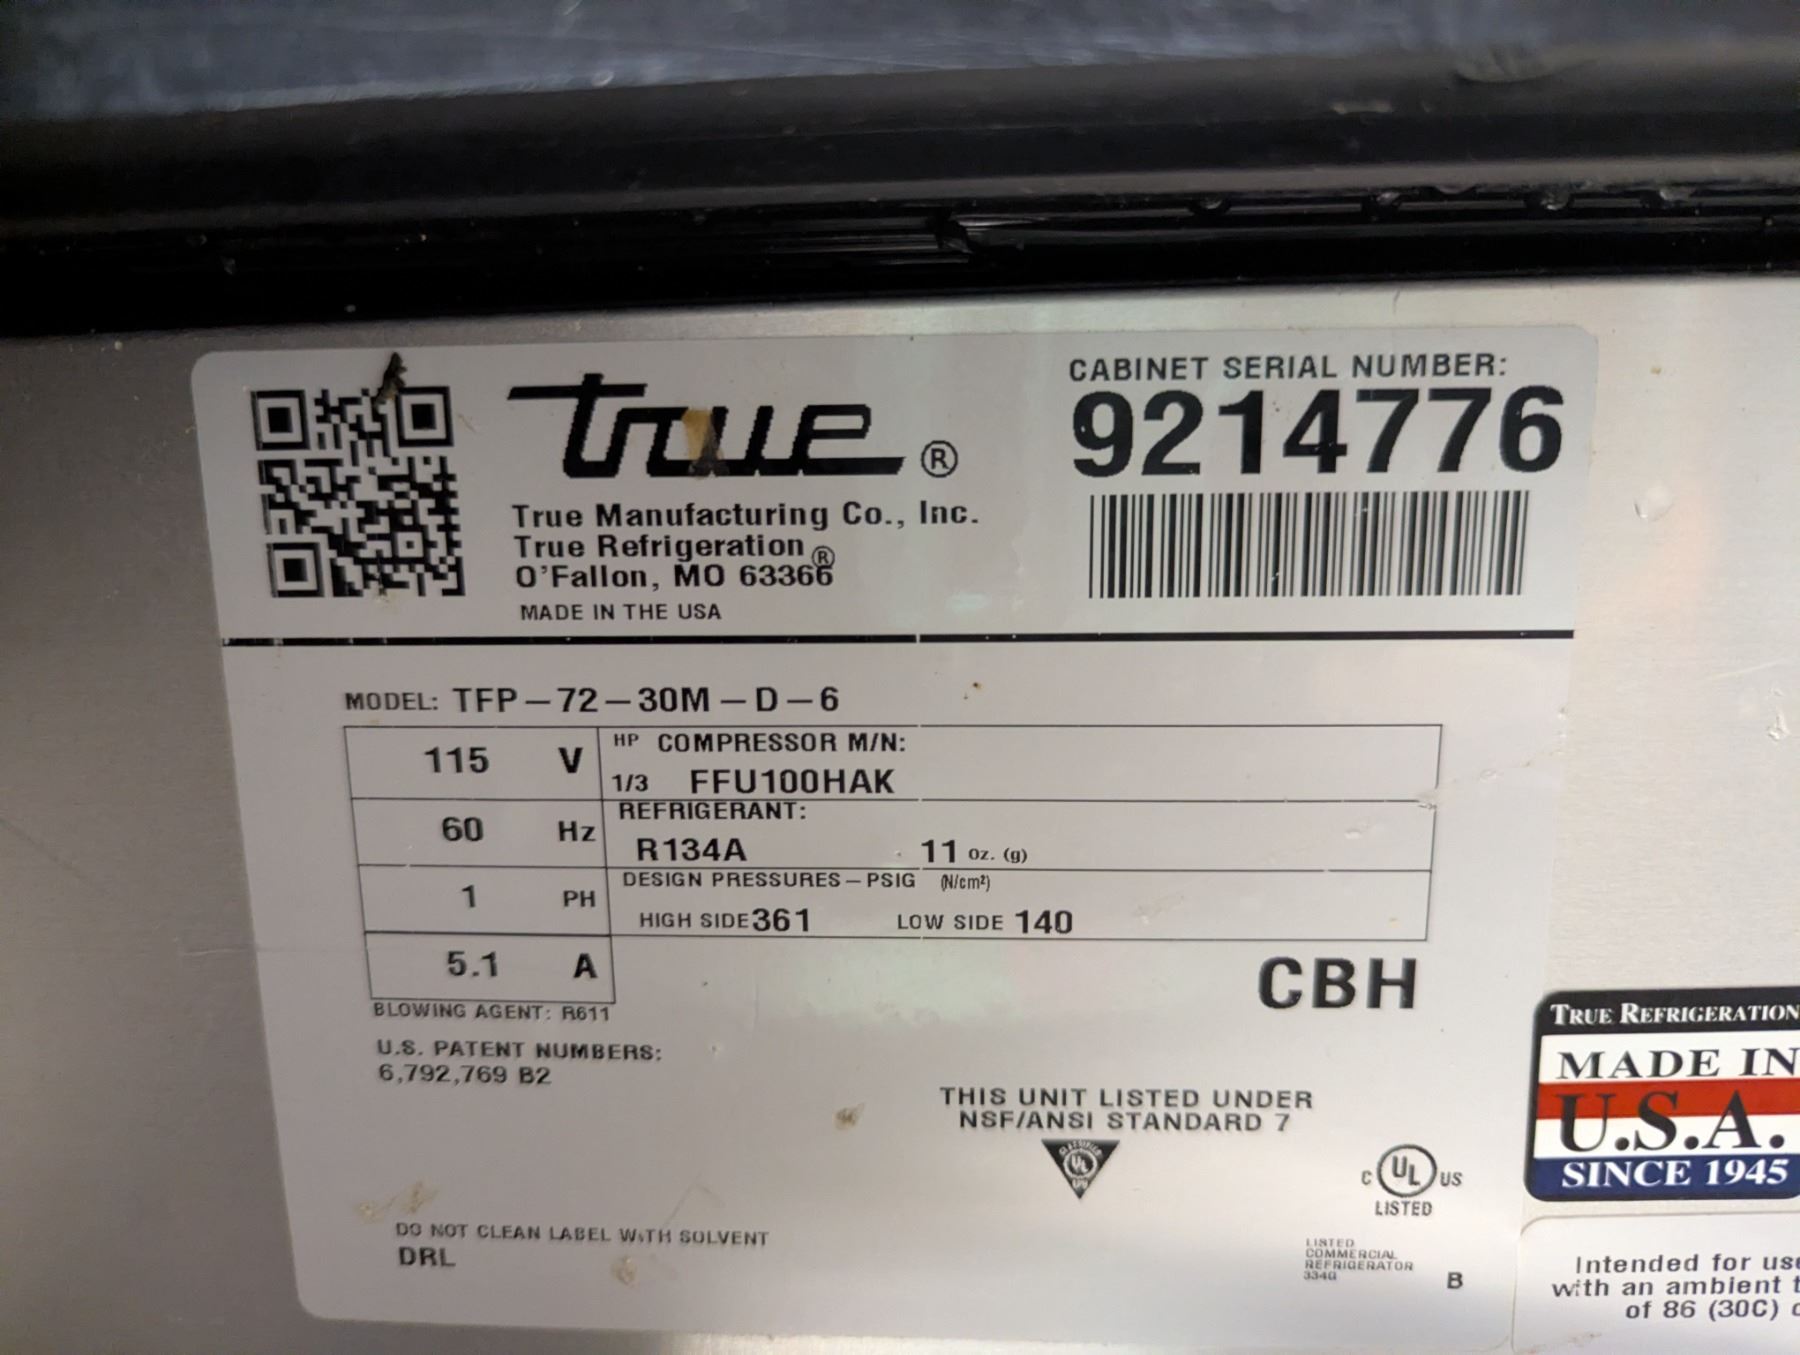 true ®
True Manufacturing Co., Inc.
True Refrigeration ®
O'Fallon, MO 63366
MADE IN THE USA
CABINET SERIAL NUMBER:
9214776
MODEL: TFP-72-30M-D-6
115 V
HP COMPRESSOR M/N:
1/3 FFU100HAK
60 Hz
REFRIGERANT:
R134A 11 oz. (g)
1 PH
DESIGN PRESSURES-PSIG (N/cm²)
HIGH SIDE 361 LOW SIDE 140
5.1 A
BLOWING AGENT: R611
CBH
U.S. PATENT NUMBERS:
6,792,769 B2
THIS UNIT LISTED UNDER
NSF/ANSI STANDARD 7
CLASSIFIED
UL
EPH
C UL US
LISTED
DO NOT CLEAN LABEL WITH SOLVENT
DRL
LISTED
COMMERCIAL
REFRIGERATOR
334G
B
TRUE REFRIGERATION
MADE IN
U.S.A.
SINCE 1945
Intended for use
with an ambient
of 86 (30C)